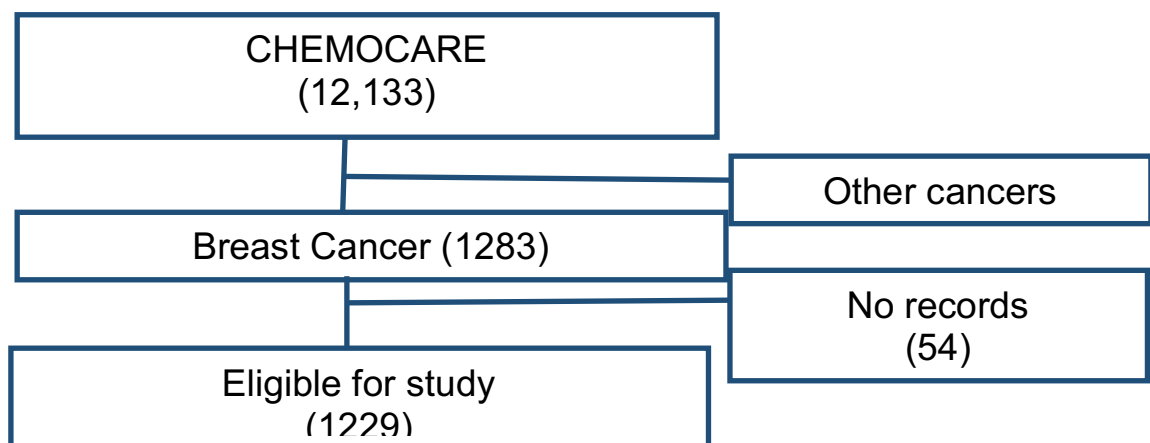 CHEMOCARE
(12,133)
Other cancers
Breast Cancer (1283)
No records
(54)
Eligible for study
(1229)